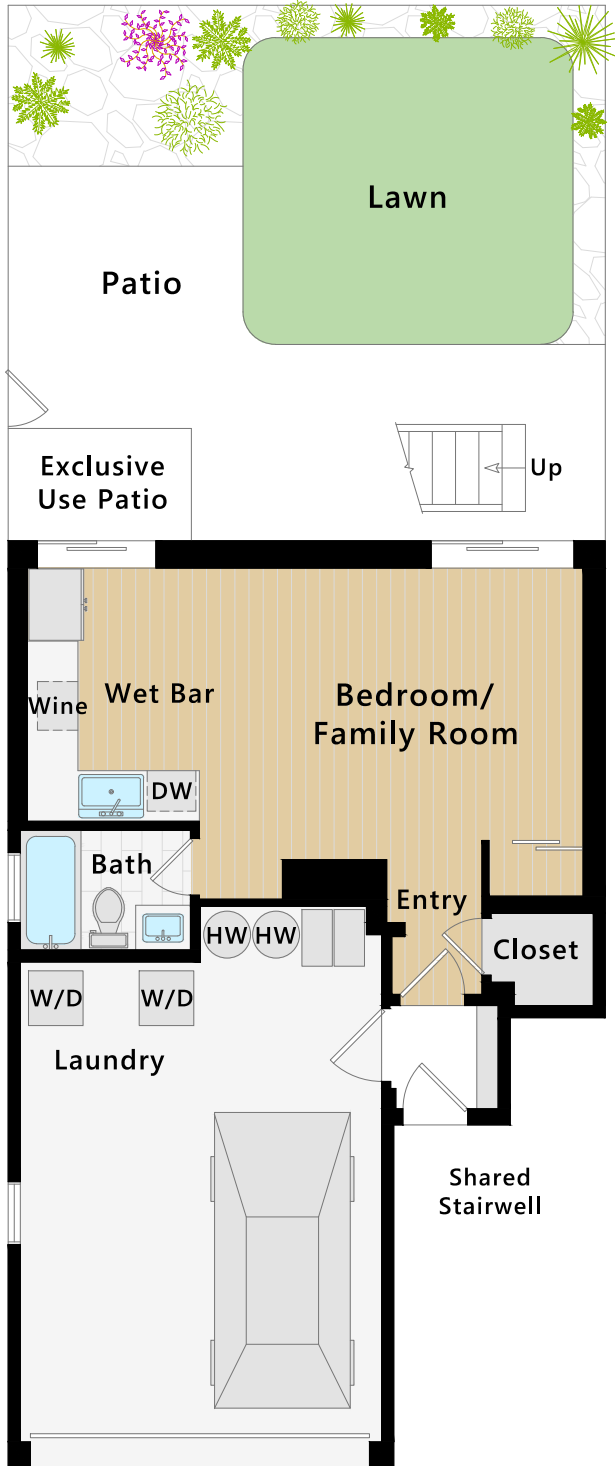 Lawn
Patio
Exclusive
Use Patio
Up
Wine
Wet Bar
Bedroom/
Family Room
DW
Bath
Entry
HW
HW
Closet
W/D
W/D
Laundry
Shared
Stairwell